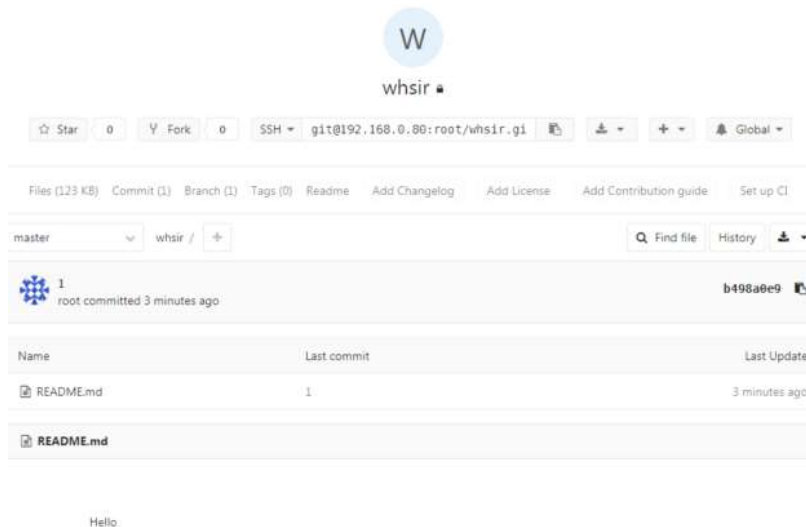 W
whsir
Star 0 Fork 0 SSH git@192.168.0.80:root/whsir.gi Global
Files (123 KB) Commit (1) Branch (1) Tags (0) Readme Add Changelog Add License Add Contribution guide Set up CI
master whsir / + Find file History
1 b498a0e9
root committed 3 minutes ago
Name Last commit Last Update
README.md 1 3 minutes ago
README.md
Hello